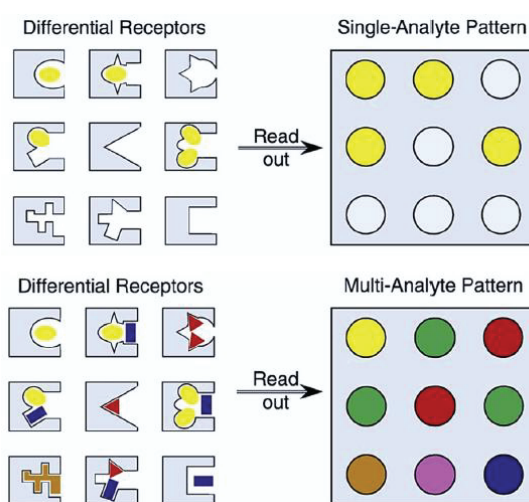 Differential Receptors
Single-Analyte Pattern
Read
out
Differential Receptors
Multi-Analyte Pattern
Read
out